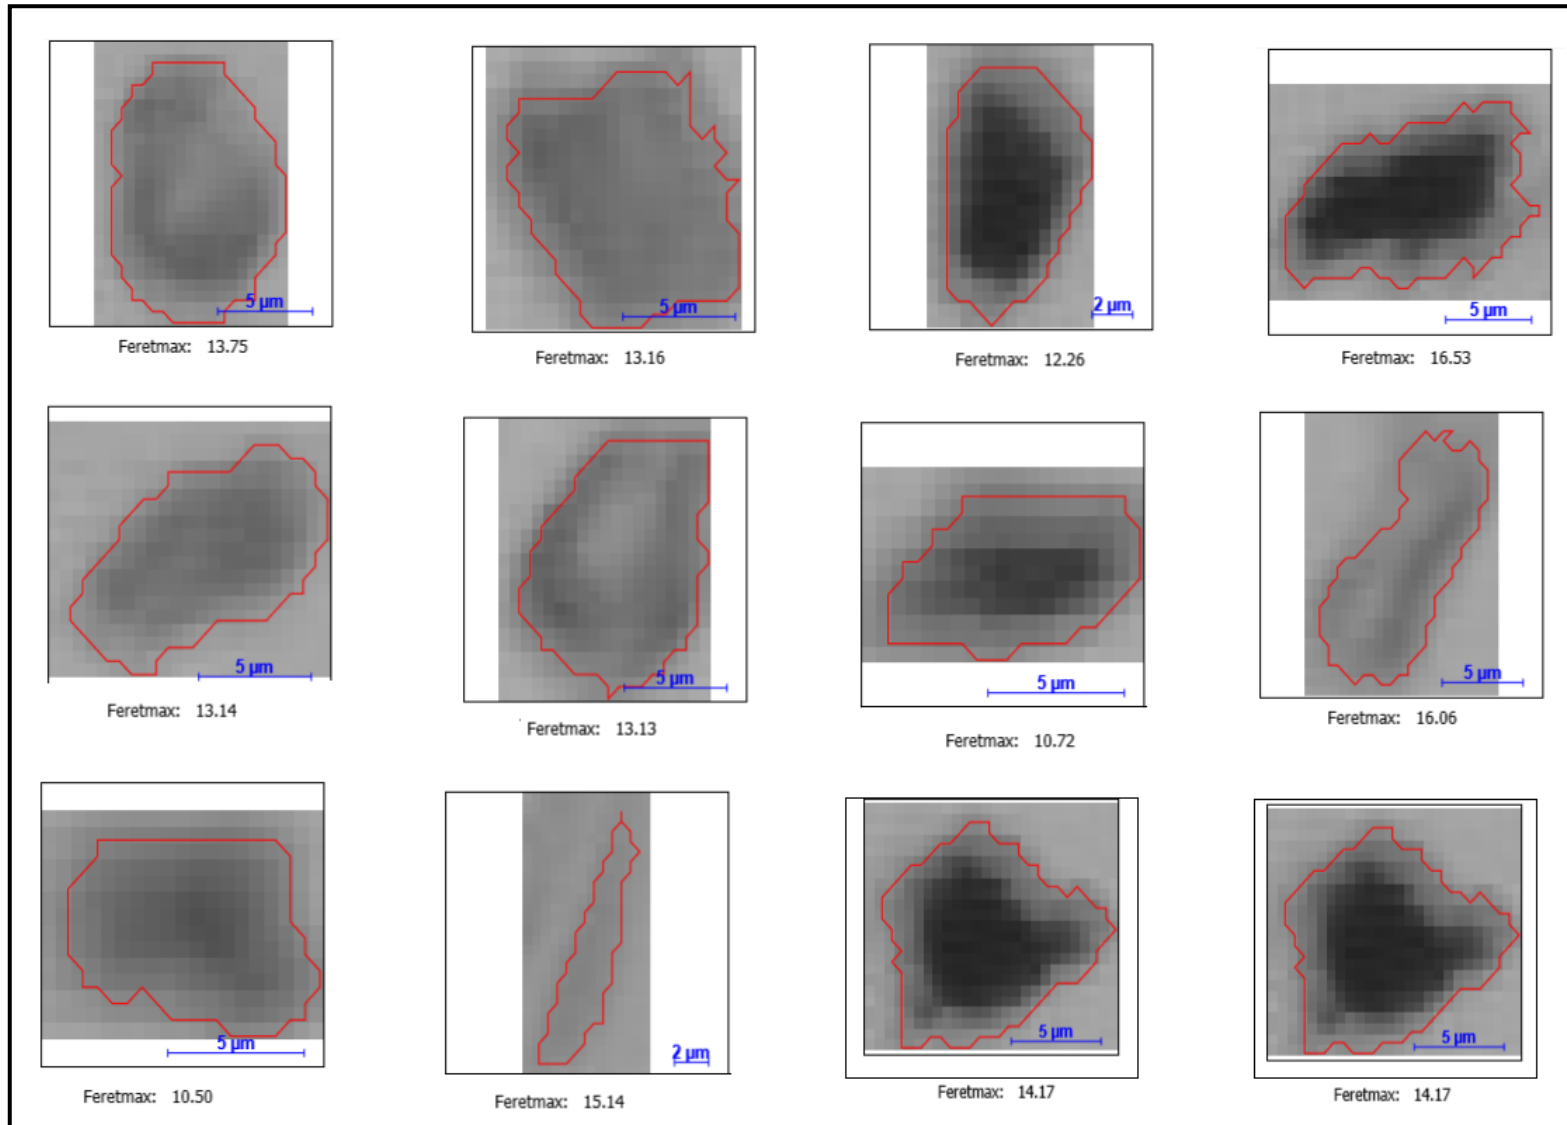 5 µm
5 µm
2 µm
5 µm
Feretmax: 13.75
Feretmax: 13.16
Feretmax: 12.26
Feretmax: 16.53
5 µm
5 µm
5 µm
5 µm
Feretmax: 13.14
Feretmax: 13.13
Feretmax: 10.72
Feretmax: 16.06
5 µm
2 µm
5 µm
5 µm
Feretmax: 10.50
Feretmax: 15.14
Feretmax: 14.17
Feretmax: 14.17